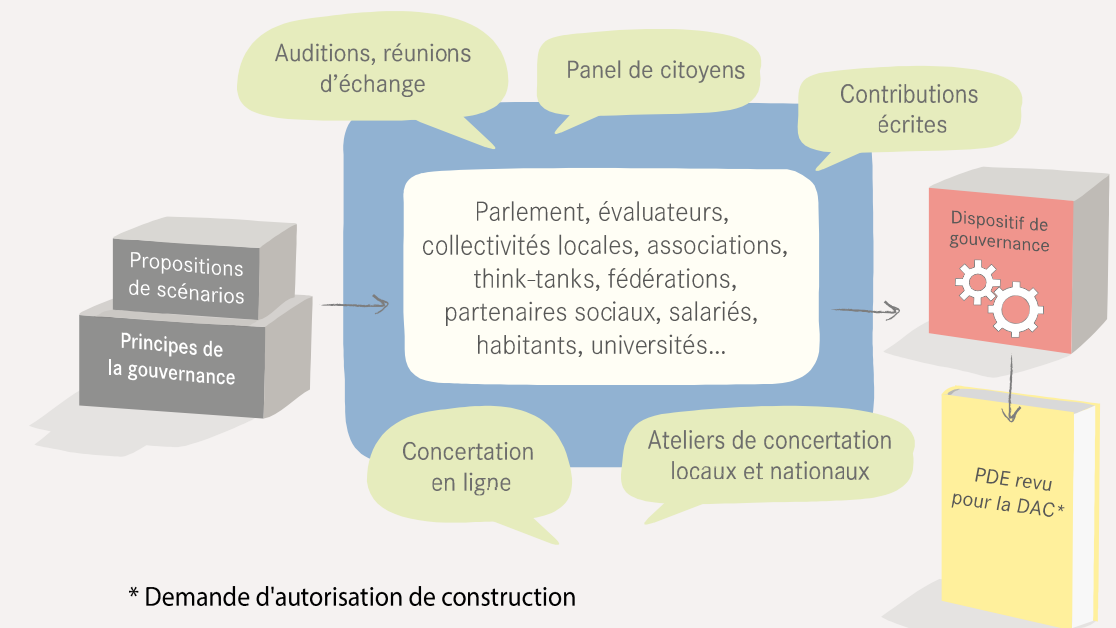 Auditions, réunions
d'échange
Panel de citoyens
Contributions
écrites
Parlement, évaluateurs,
collectivités locales, associations,
think-tanks, fédérations,
partenaires sociaux, salariés,
habitants, universités...
Propositions
de scénarios
Principes de
la gouvernance
Dispositif de
gouvernance
Concertation
en ligne
Ateliers de concertation
locaux et nationaux
PDE revu
pour la DAC*
* Demande d'autorisation de construction